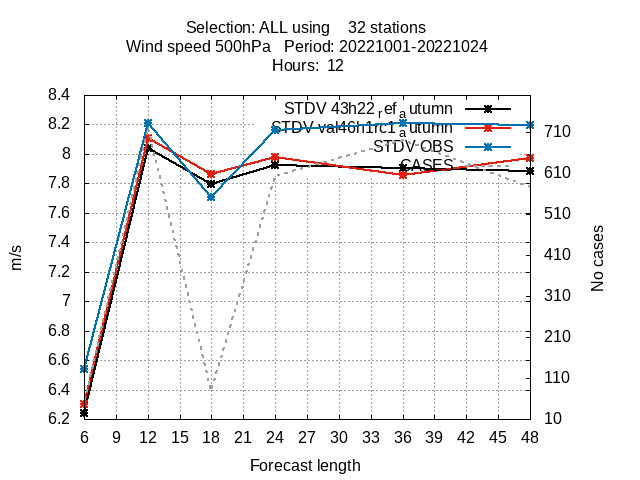 Selection: ALL using    32 stations
Wind speed 500hPa   Period: 20221001-20221024
Hours:  12
STDV 43h22_ref_autumn
STDV val46h1rc1_autumn
STDV OBS
CASES
8.4
8.2
8
7.8
7.6
7.4
7.2
7
6.8
6.6
6.4
6.2
710
610
510
410
310
210
110
10
m/s
No cases
6 9 12 15 18 21 24 27 30 33 36 39 42 45 48
Forecast length